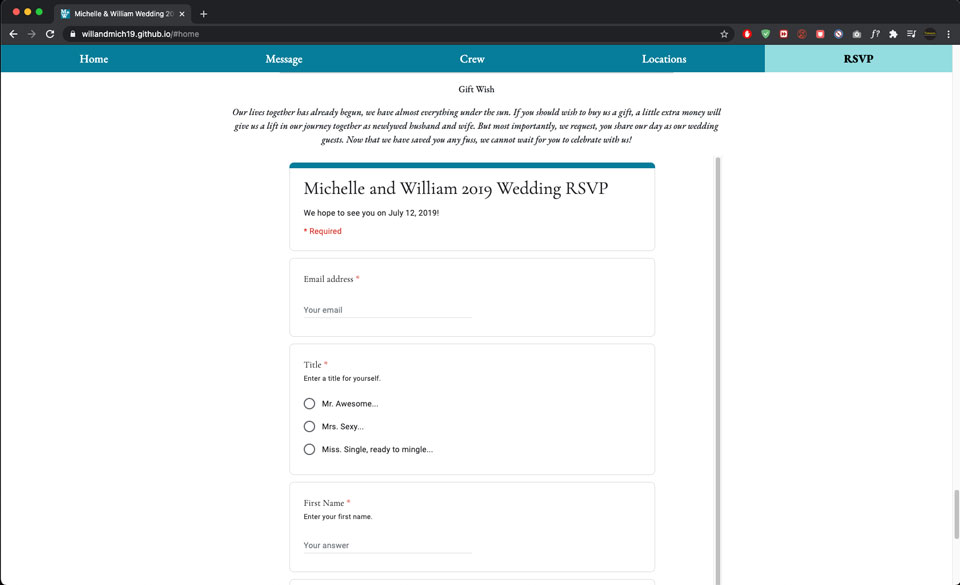 Michelle & William Wedding 20
willandmich19.github.io/#home
Home
Message
Crew
Locations
RSVP
Gift Wish
Our lives together has already begun, we have almost everything under the sun. If you should wish to buy us a gift, a little extra money will
give us a lift in our journey together as newlywed husband and wife. But most importantly, we request, you share our day as our wedding
guests. Now that we have saved you any fuss, we cannot wait for you to celebrate with us!
Michelle and William 2019 Wedding RSVP
We hope to see you on July 12, 2019!
* Required
Email address *
Your email
Title *
Enter a title for yourself.
Mr. Awesome...
Mrs. Sexy...
Miss. Single, ready to mingle...
First Name *
Enter your first name.
Your answer